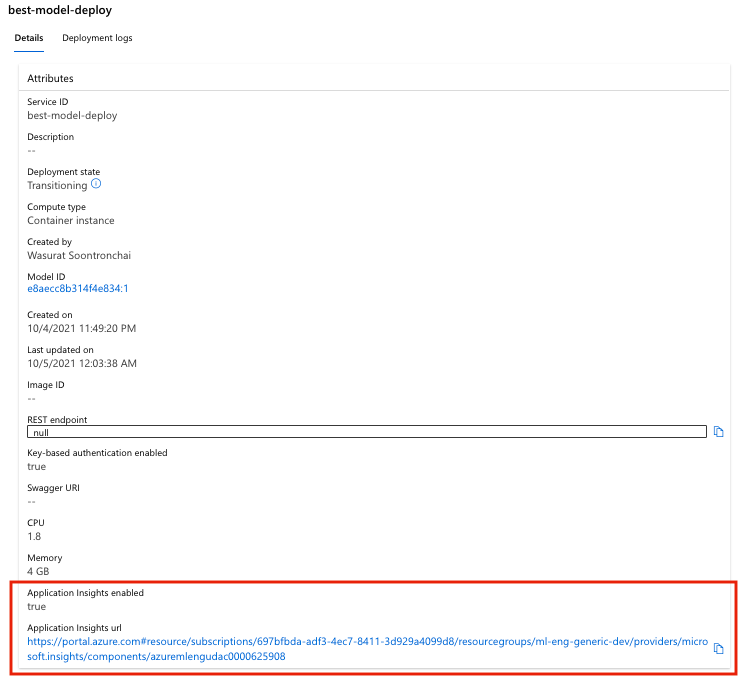 best-model-deploy
Details Deployment logs
Attributes
Service ID
best-model-deploy
Description
--
Deployment state
Transitioning
Compute type
Container instance
Created by
Wasurat Soontronchai
Model ID
e8aecc8b314f4e834:1
Created on
10/4/2021 11:49:20 PM
Last updated on
10/5/2021 12:03:38 AM
Image ID
--
REST endpoint
null
Key-based authentication enabled
true
Swagger URI
--
CPU
1.8
Memory
4 GB
Application Insights enabled
true
Application Insights url
https://portal.azure.com#resource/subscriptions/697bfbda-adf3-4ec7-8411-3d929a4099d8/resourcegroups/ml-eng-generic-dev/providers/micro
soft.insights/components/azuremlengudac0000625908